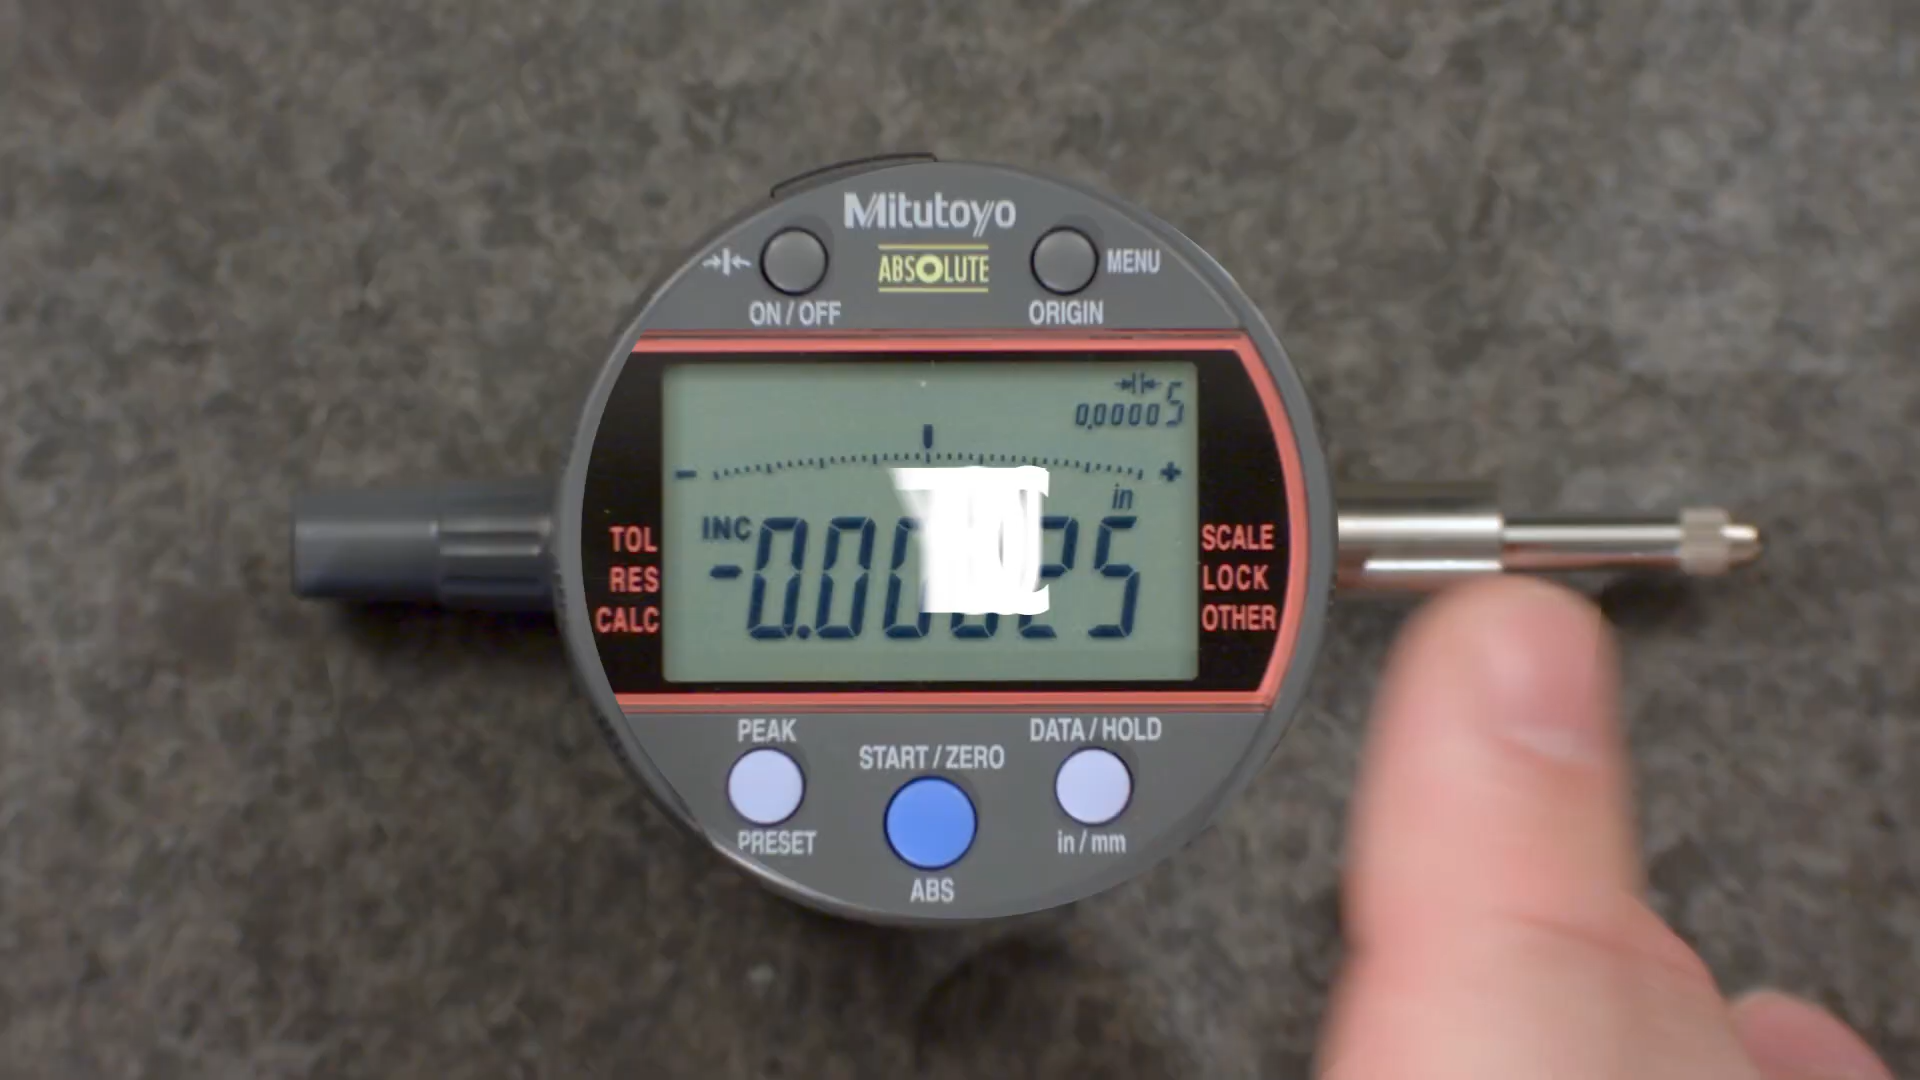 Mitutoyo
ABSOLUTE
MENU
ON / OFF
ORIGIN
0.00005
- +
in
INC
TOL
RES
CALC
SCALE
LOCK
OTHER
PEAK
START / ZERO
DATA / HOLD
PRESET
in / mm
ABS